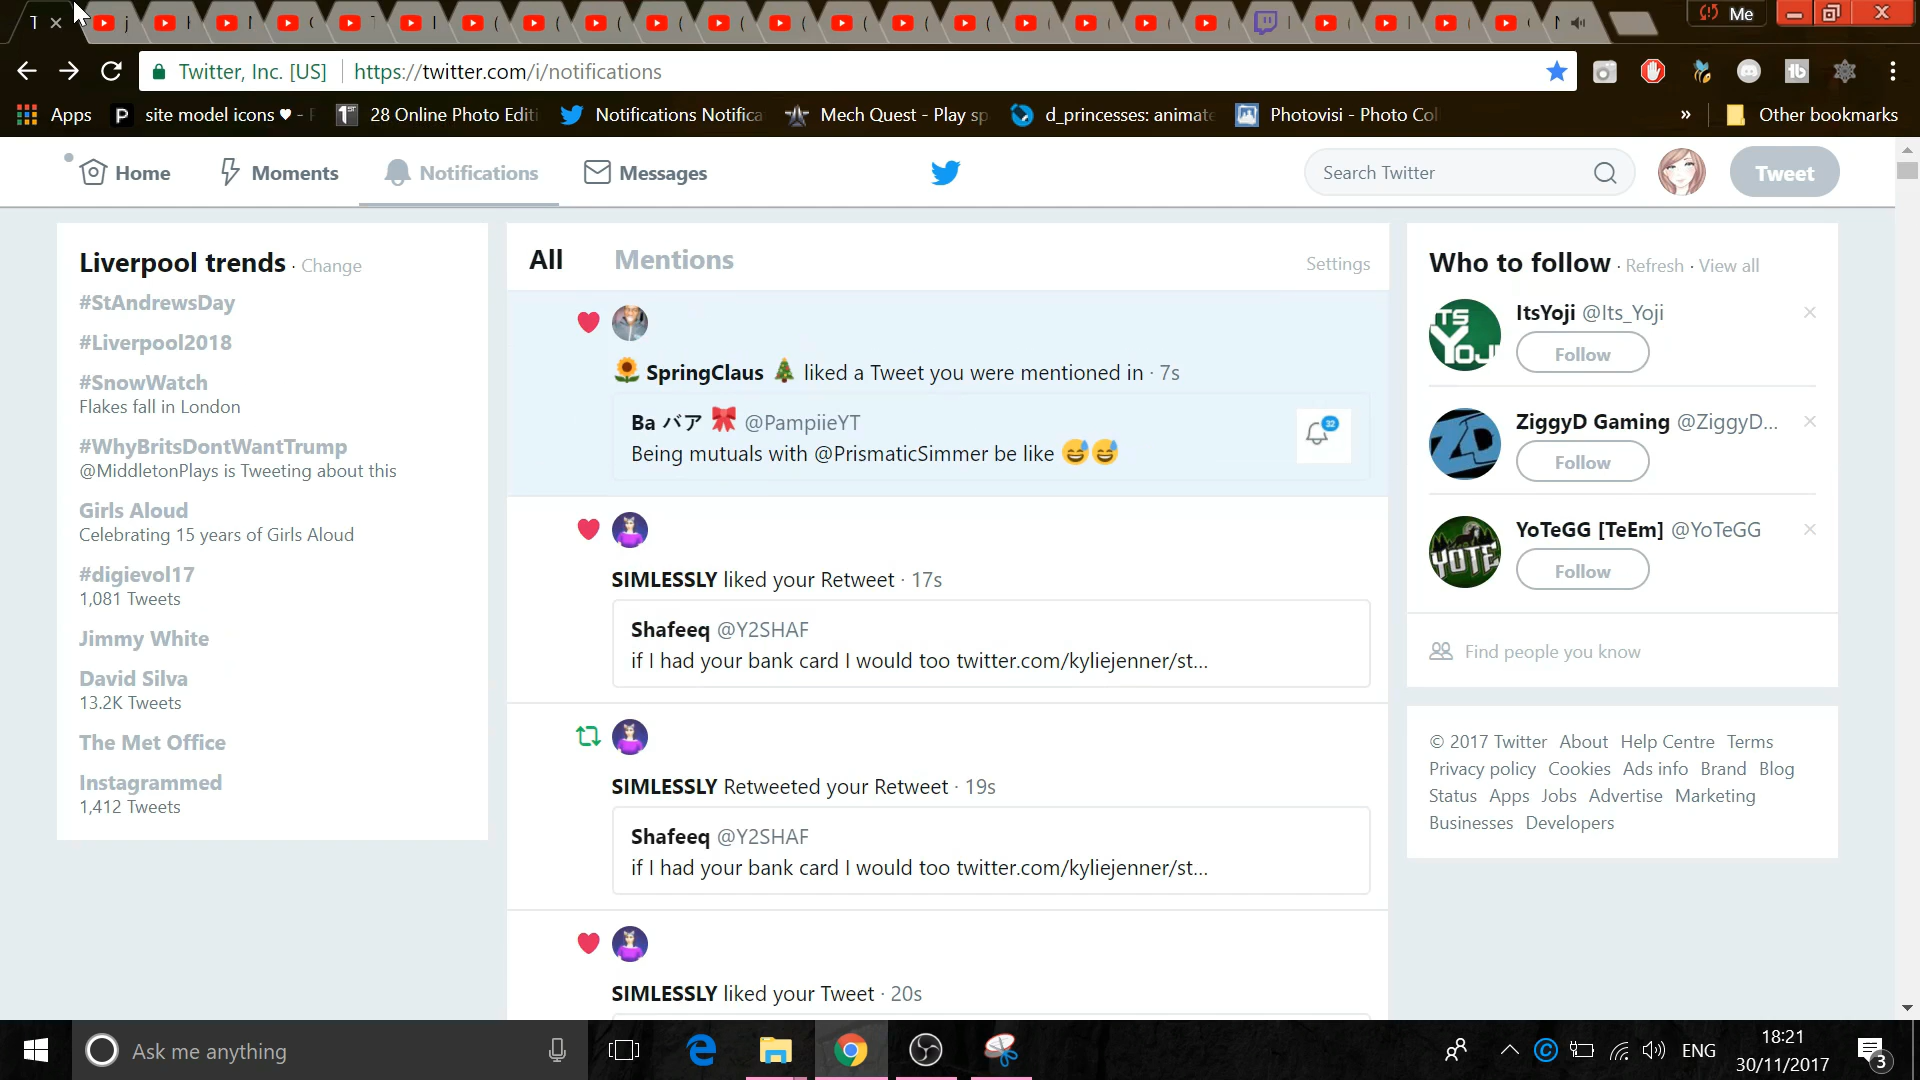 Me
Twitter, Inc. [US] https://twitter.com/i/notifications
Apps site model icons ♥ - 28 Online Photo Edit Notifications Notific Mech Quest - Play sp d_princesses: animat Photovisi - Photo Col » Other bookmarks
Home Moments Notifications Messages Search Twitter Tweet
Liverpool trends · Change
#StAndrewsDay
#Liverpool2018
#SnowWatch
Flakes fall in London
#WhyBritsDontWantTrump
@MiddletonPlays is Tweeting about this
Girls Aloud
Celebrating 15 years of Girls Aloud
#digievol17
1,081 Tweets
Jimmy White
David Silva
13.2K Tweets
The Met Office
Instagrammed
1,412 Tweets
All Mentions Settings
🌻 SpringClaus 🎄 liked a Tweet you were mentioned in · 7s
Ba バア 🎀 @PampiieYT
Being mutuals with @PrismaticSimmer be like 😅😅
32
SIMLESSLY liked your Retweet · 17s
Shafeeq @Y2SHAF
if I had your bank card I would too twitter.com/kyliejenner/st...
SIMLESSLY Retweeted your Retweet · 19s
Shafeeq @Y2SHAF
if I had your bank card I would too twitter.com/kyliejenner/st...
SIMLESSLY liked your Tweet · 20s
Who to follow · Refresh · View all
ItsYoji @Its_Yoji
Follow
ZiggyD Gaming @ZiggyD...
Follow
YoTeGG [TeEm] @YoTeGG
Follow
Find people you know
© 2017 Twitter About Help Centre Terms
Privacy policy Cookies Ads info Brand Blog
Status Apps Jobs Advertise Marketing
Businesses Developers
Ask me anything
ENG
18:21
30/11/2017
3